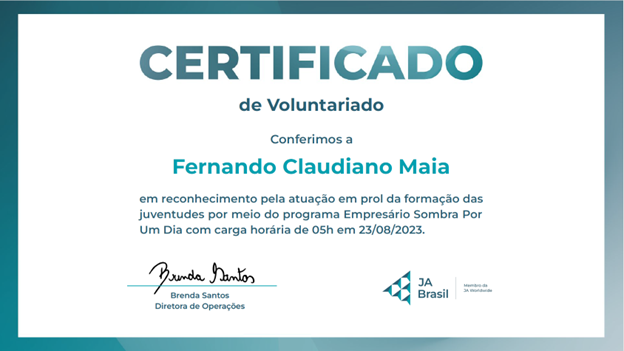 CERTIFICADO
de Voluntariado
Conferimos a
Fernando Claudiano Maia
em reconhecimento pela atuação em prol da formação das
juventudes por meio do programa Empresário Sombra Por
Um Dia com carga horária de 05h em 23/08/2023.
Brenda Santos
Brenda Santos
Diretora de Operações
JA
Brasil
Membro da
JA Worldwide